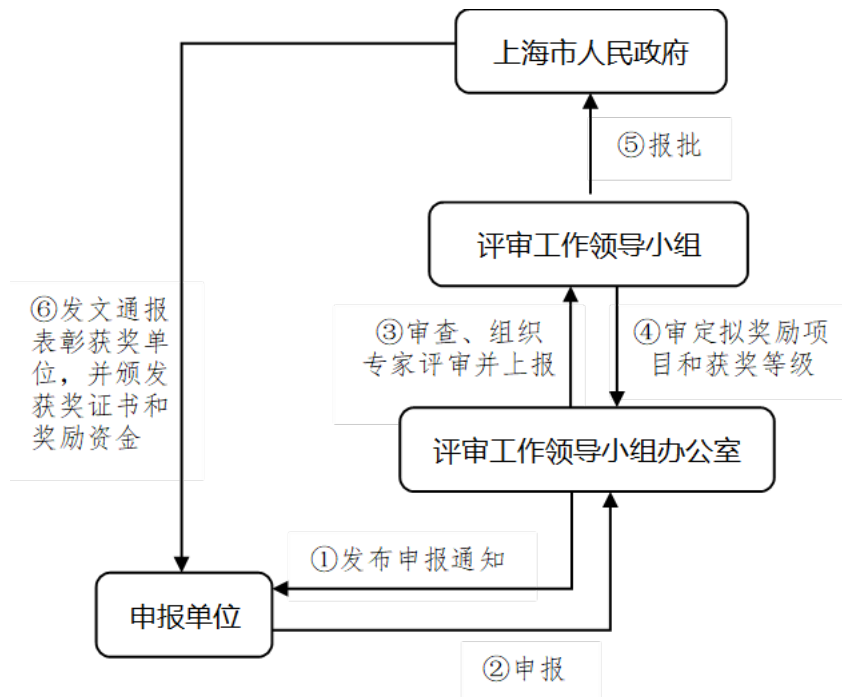 上海市人民政府
⑤报批
评审工作领导小组
⑥发文通报
表彰获奖单
位，并颁发
获奖证书和
奖励资金
③审查、组织
专家评审并上报
④审定拟奖励项
目和获奖等级
评审工作领导小组办公室
①发布申报通知
申报单位
②申报